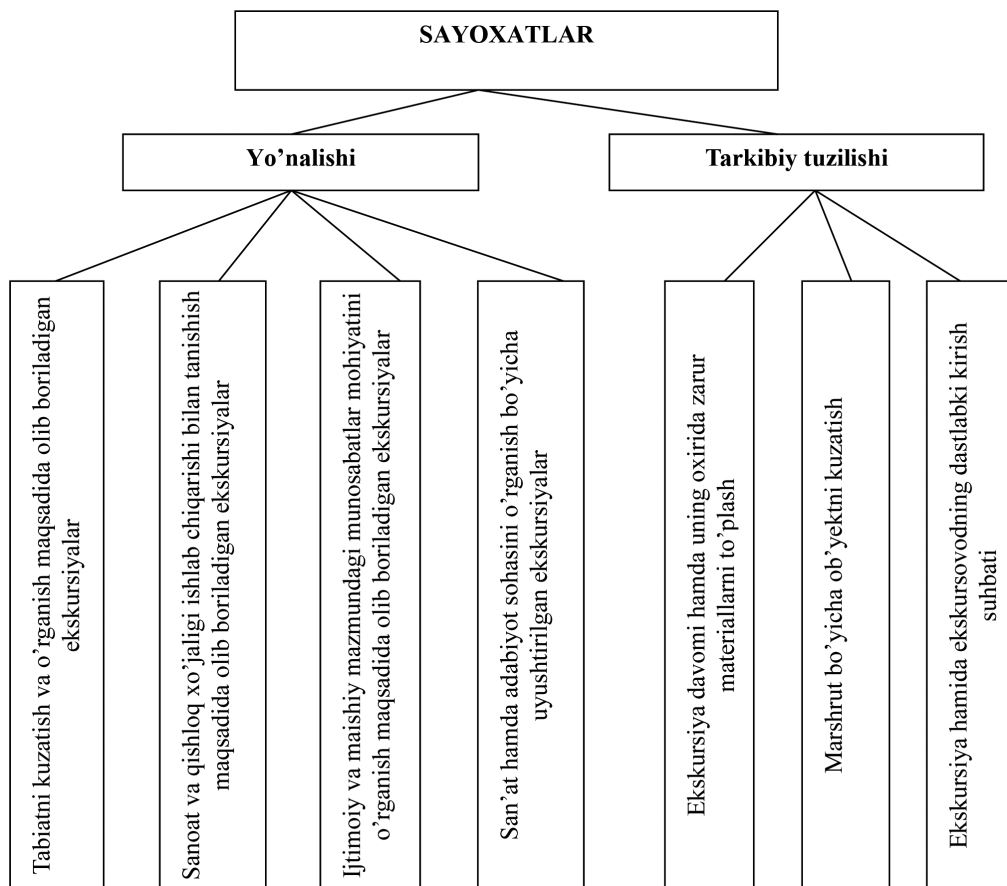 SAYOXATLAR
Yo’nalishi
Tarkibiy tuzilishi
Tabiatni kuzatish va o’rganish maqsadida olib boriladigan
ekskursiyalar
Sanoat va qishloq xo’jaligi ishlab chiqarishi bilan tanishish
maqsadida olib boriladigan ekskursiyalar
Ijtimoiy va maishiy mazmundagi munosabatlar mohiyatini
o’rganish maqsadida olib boriladigan ekskursiyalar
San’at hamda adabiyot sohasini o’rganish bo’yicha
uyushtirilgan ekskursiyalar
Ekskursiya davomi hamda uning oxirida zarur
materiallarni to’plash
Marshrut bo’yicha ob’yektni kuzatish
Ekskursiya hamida ekskursovodning dastlabki kirish
suhbati